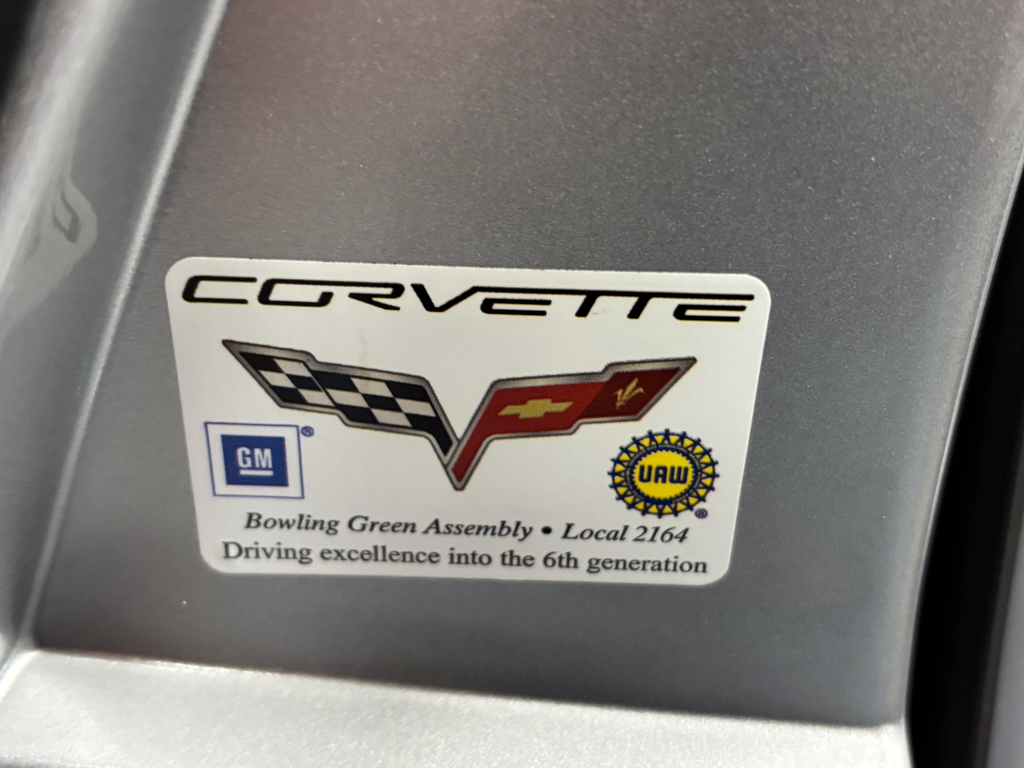 CORVETTE
GM ®
UAW ®
Bowling Green Assembly • Local 2164
Driving excellence into the 6th generation